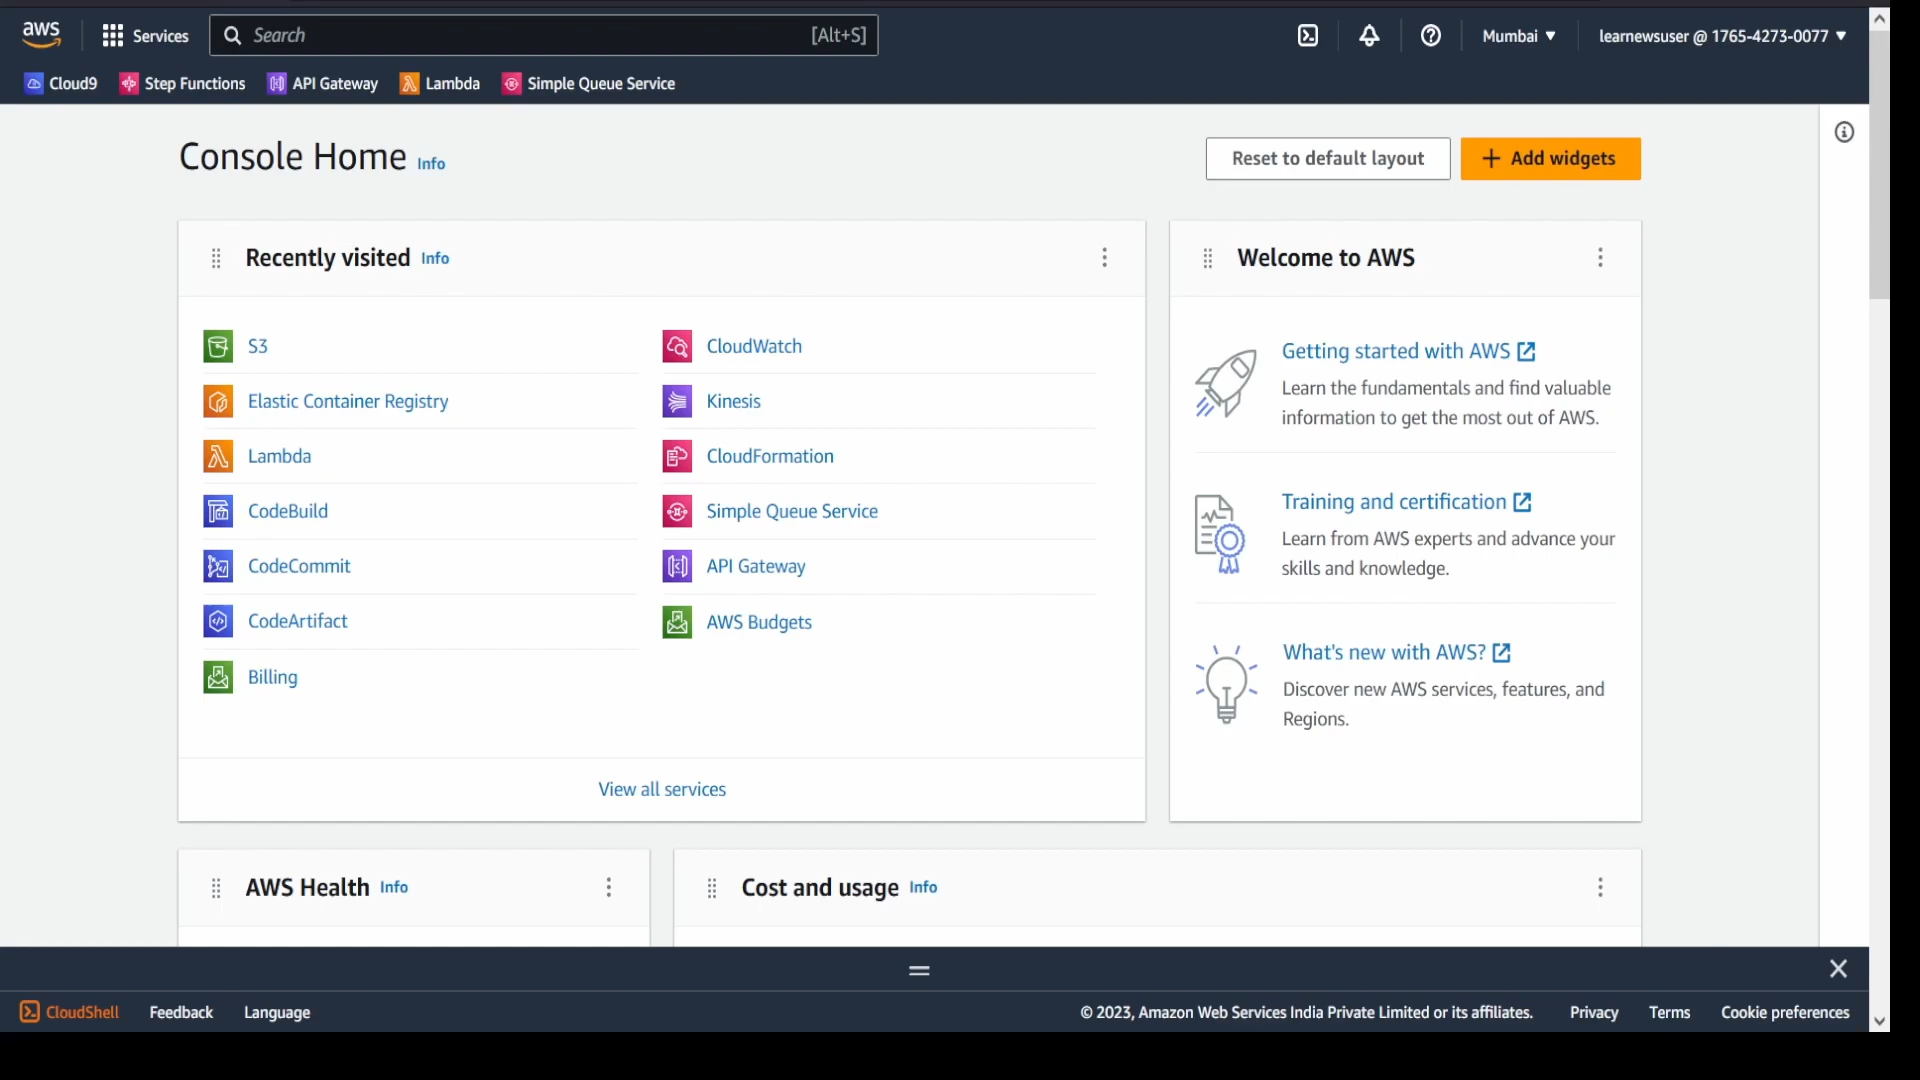 aws Services Search [Alt+S] Mumbai ▼ learnewsuser @ 1765-4273-0077 ▼
Cloud9 Step Functions API Gateway Lambda Simple Queue Service
Console Home Info
Reset to default layout
+ Add widgets
Recently visited Info
S3
Elastic Container Registry
Lambda
CodeBuild
CodeCommit
CodeArtifact
Billing
CloudWatch
Kinesis
CloudFormation
Simple Queue Service
API Gateway
AWS Budgets
View all services
Welcome to AWS
Getting started with AWS
Learn the fundamentals and find valuable
information to get the most out of AWS.
Training and certification
Learn from AWS experts and advance your
skills and knowledge.
What's new with AWS?
Discover new AWS services, features, and
Regions.
AWS Health Info
Cost and usage Info
CloudShell Feedback Language © 2023, Amazon Web Services India Private Limited or its affiliates. Privacy Terms Cookie preferences